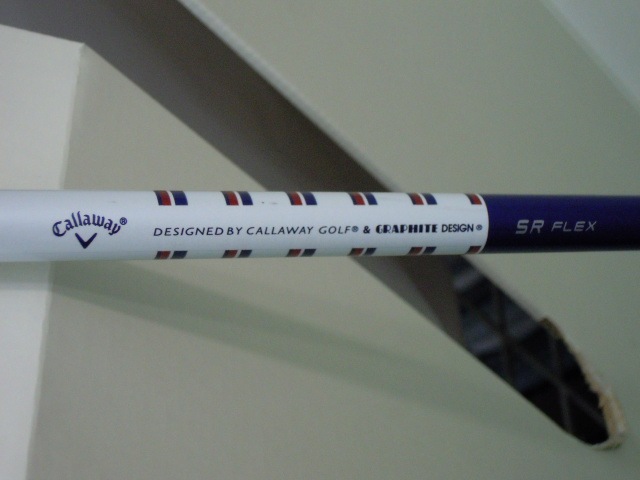 Callaway®
DESIGNED BY CALLAWAY GOLF® & GRAPHITE DESIGN®
SR FLEX